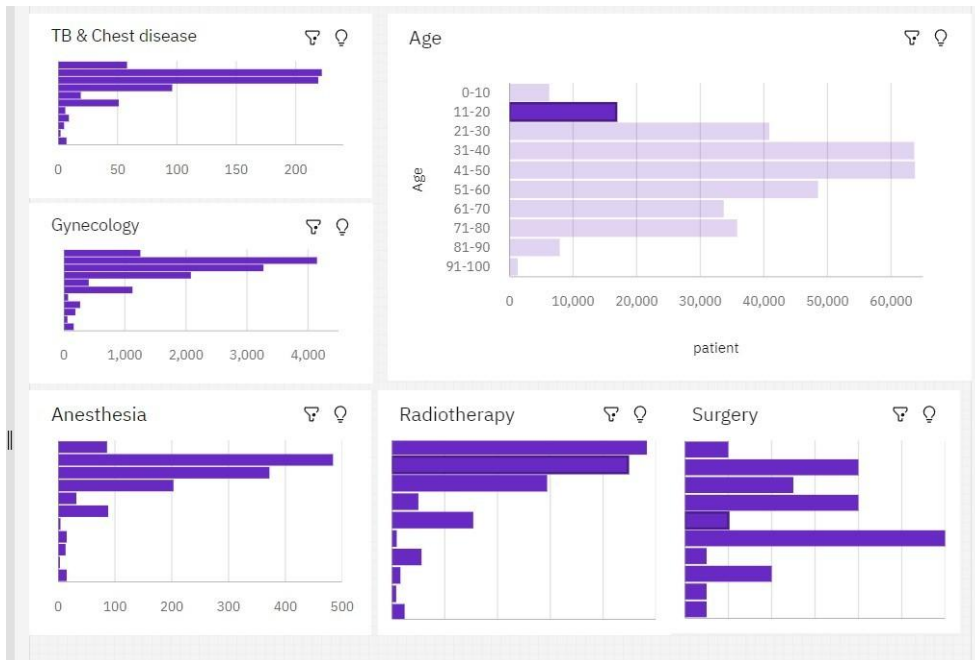 TB & Chest disease
0 50 100 150 200
Gynecology
0 1,000 2,000 3,000 4,000
Age
Age
0-10
11-20
21-30
31-40
41-50
51-60
61-70
71-80
81-90
91-100
0 10,000 20,000 30,000 40,000 50,000 60,000
patient
Anesthesia
0 100 200 300 400 500
Radiotherapy
Surgery